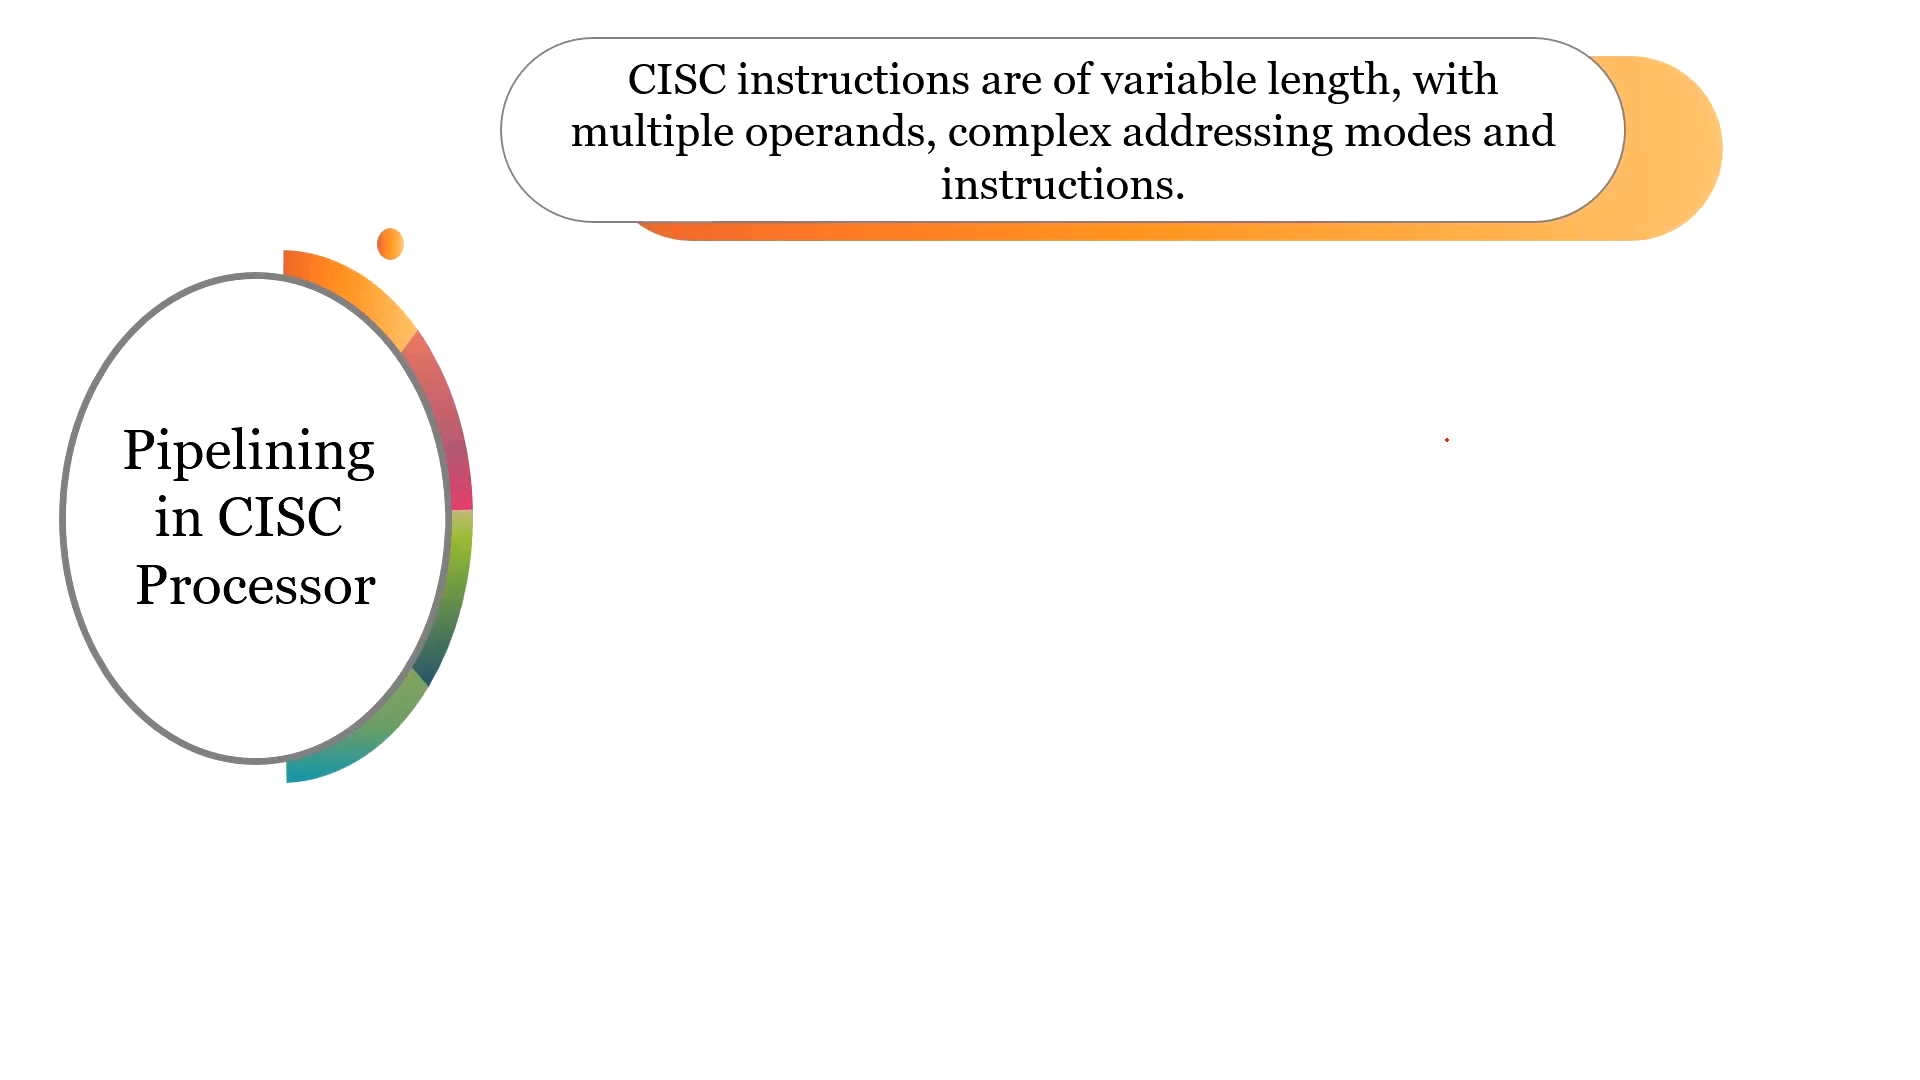 CISC instructions are of variable length, with
multiple operands, complex addressing modes and
instructions.
Pipelining
in CISC
Processor